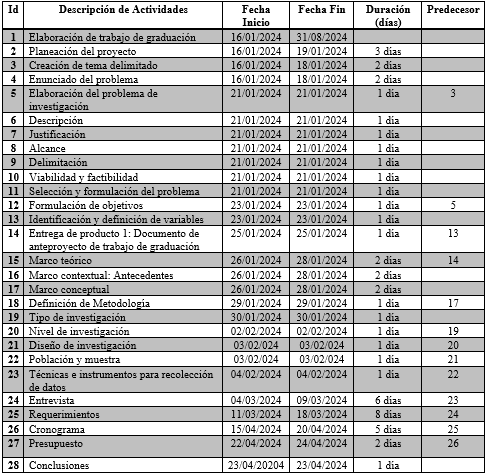 Id Descripción de Actividades Fecha Inicio Fecha Fin Duración (días) Predecesor
1 Elaboración de trabajo de graduación 16/01/2024 31/08/2024
2 Planeación del proyecto 16/01/2024 19/01/2024 3 dias
3 Creación de tema delimitado 16/01/2024 18/01/2024 2 dias
4 Enunciado del problema 16/01/2024 18/01/2024 2 dias
5 Elaboración del problema de investigación 21/01/2024 21/01/2024 1 día 3
6 Descripción 21/01/2024 21/01/2024 1 día
7 Justificación 21/01/2024 21/01/2024 1 día
8 Alcance 21/01/2024 21/01/2024 1 día
9 Delimitación 21/01/2024 21/01/2024 1 día
10 Viabilidad y factibilidad 21/01/2024 21/01/2024 1 día
11 Selección y formulación del problema 21/01/2024 21/01/2024 1 día
12 Formulación de objetivos 23/01/2024 23/01/2024 1 día 5
13 Identificación y definición de variables 23/01/2024 23/01/2024 1 día
14 Entrega de producto 1: Documento de anteproyecto de trabajo de graduación 25/01/2024 25/01/2024 1 día 13
15 Marco teórico 26/01/2024 28/01/2024 2 dias 14
16 Marco contextual: Antecedentes 26/01/2024 28/01/2024 2 dias
17 Marco conceptual 26/01/2024 28/01/2024 2 dias
18 Definición de Metodología 29/01/2024 29/01/2024 1 día 17
19 Tipo de investigación 30/01/2024 30/01/2024 1 día
20 Nivel de investigación 02/02/2024 02/02/2024 1 día 19
21 Diseño de investigación 03/02/2024 03/02/2024 1 día 20
22 Población y muestra 03/02/2024 03/02/2024 1 día 21
23 Técnicas e instrumentos para recolección de datos 04/02/2024 04/02/2024 1 día 22
24 Entrevista 04/03/2024 09/03/2024 6 dias 23
25 Requerimientos 11/03/2024 18/03/2024 8 dias 24
26 Cronograma 15/04/2024 20/04/2024 5 dias 25
27 Presupuesto 22/04/2024 24/04/2024 2 dias 26
28 Conclusiones 23/04/20204 23/04/2024 1 día